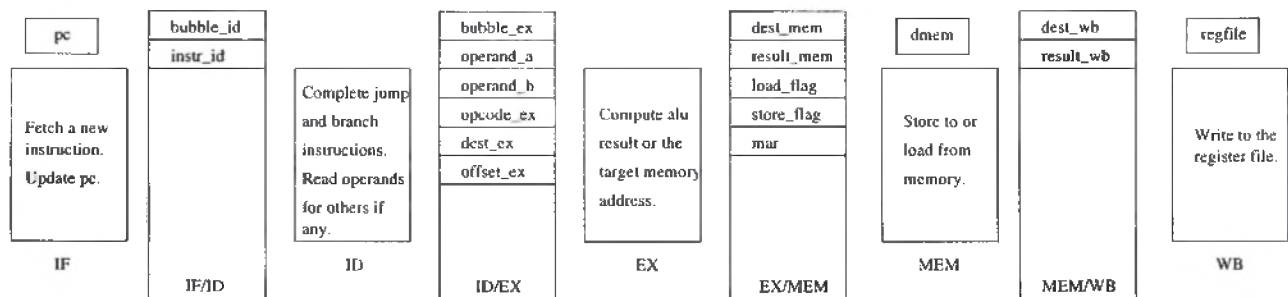 pc
Fetch a new
instruction.
Update pc.
IF
bubble_id
instr_id
IF/ID
Complete jump
and branch
instructions.
Read operands
for others if
any.
ID
bubble_ex
operand_a
operand_b
opcode_ex
dest_ex
offset_ex
ID/EX
Compute alu
result or the
target memory
address.
EX
dest_mem
result_mem
load_flag
store_flag
mar
EX/MEM
dmem
Store to or
load from
memory.
MEM
dest_wb
result_wb
MEM/WB
regfile
Write to the
register file.
WB